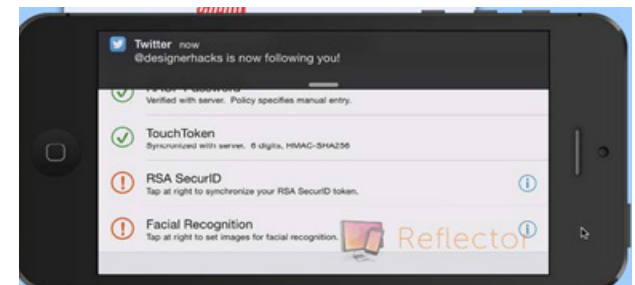 Twitter now
@designerhacks is now following you!
Verified with server. Policy specifies manual entry.
TouchToken
Syncronized with server. 6 digits, HMAC-SHA256
RSA SecurID
Tap at right to synchronize your RSA SecurID token.
Facial Recognition
Tap at right to set images for facial recognition.
Reflector